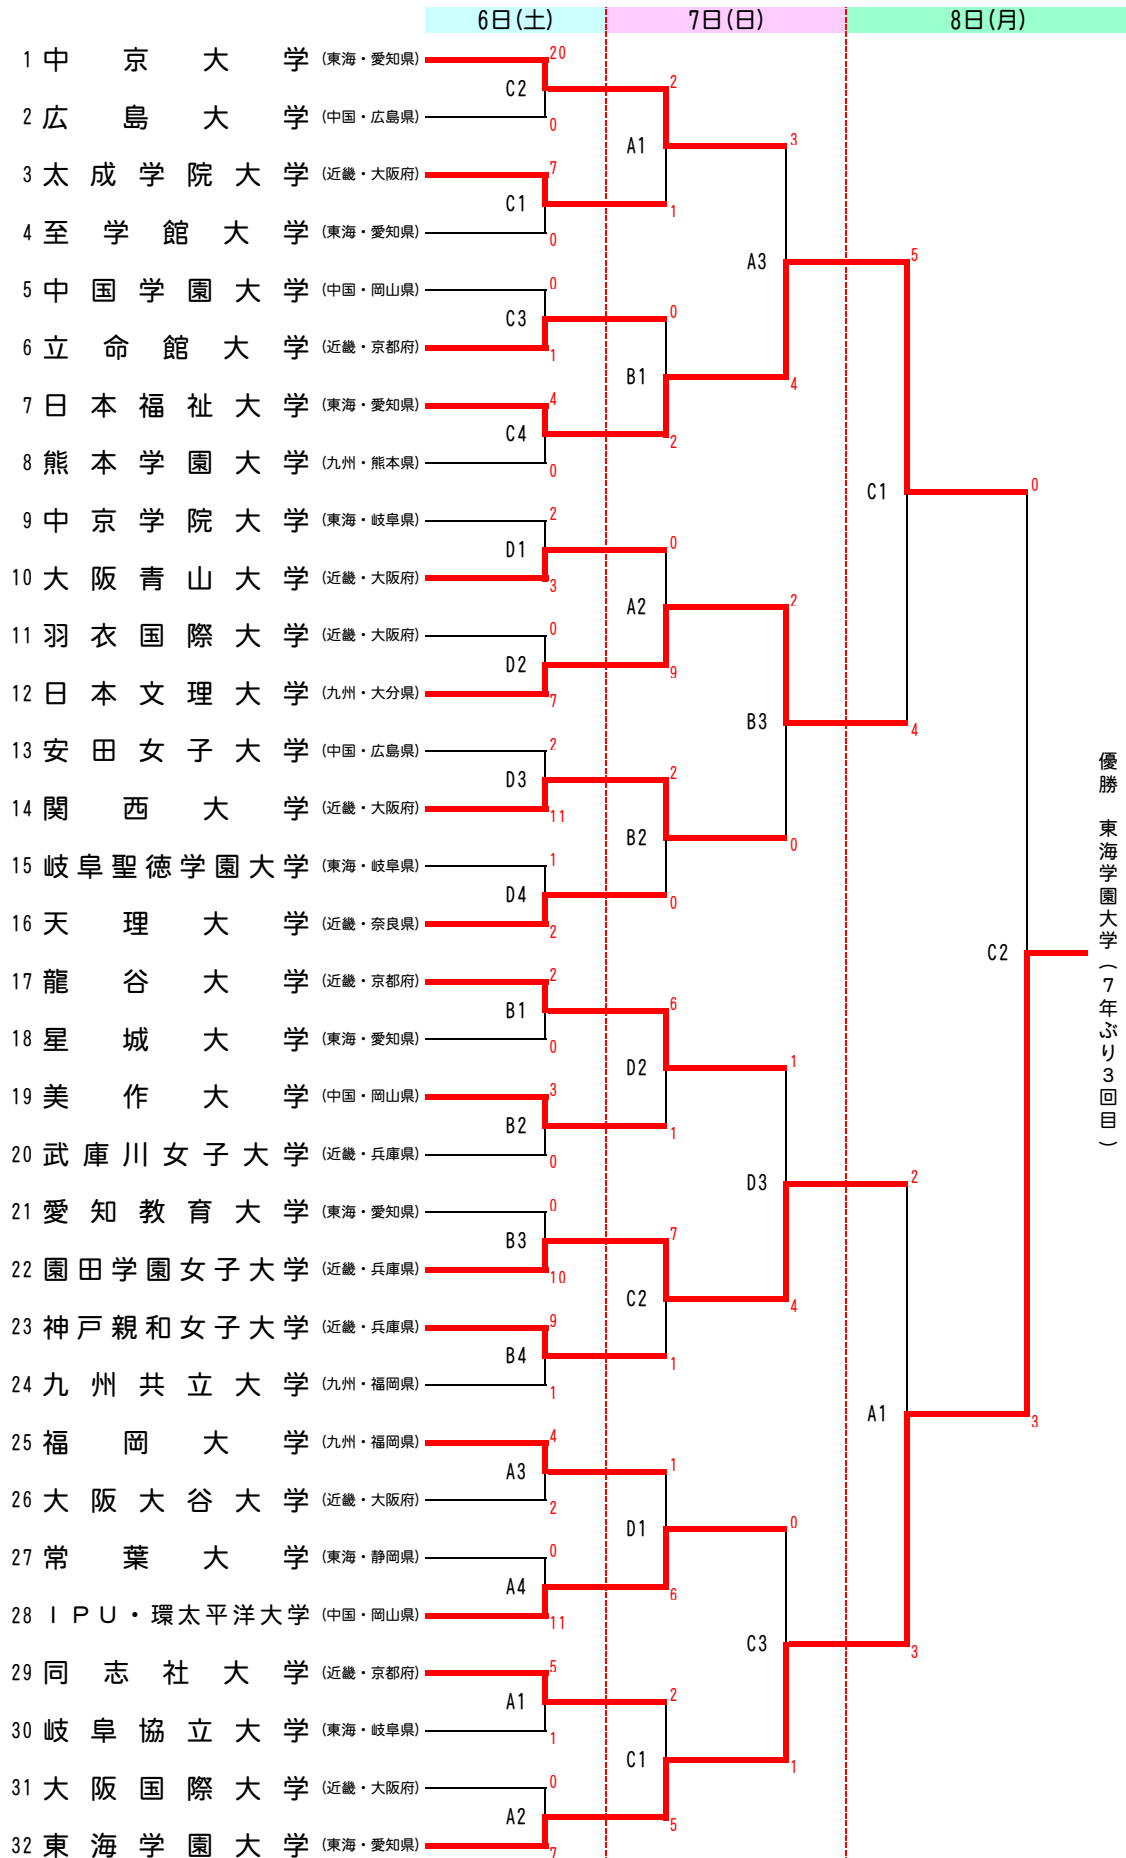 6日(土) 7日(日) 8日(月)
1 中京大学 (東海・愛知県) 20
C2 2
2 広島大学 (中国・広島県) 0
A1 3
3 太成学院大学 (近畿・大阪府) 7
C1 1
4 至学館大学 (東海・愛知県) 0
A3 5
5 中国学園大学 (中国・岡山県) 0
C3 0
6 立命館大学 (近畿・京都府) 1
B1 4
7 日本福祉大学 (東海・愛知県) 4
C4 2
8 熊本学園大学 (九州・熊本県) 0
C1 0
9 中京学院大学 (東海・岐阜県) 2
D1 0
10 大阪青山大学 (近畿・大阪府) 3
A2 2
11 羽衣国際大学 (近畿・大阪府) 0
D2 9
12 日本文理大学 (九州・大分県) 7
B3 4
13 安田女子大学 (中国・広島県) 2
D3 2
14 関西大学 (近畿・大阪府) 11
B2 0
15 岐阜聖徳学園大学 (東海・岐阜県) 1
D4 0
16 天理大学 (近畿・奈良県) 2
C2
優勝 東海学園大学(7年ぶり3回目)
17 龍谷大学 (近畿・京都府) 2
B1 6
18 星城大学 (東海・愛知県) 0
D2 1
19 美作大学 (中国・岡山県) 3
B2 1
20 武庫川女子大学 (近畿・兵庫県) 0
D3 2
21 愛知教育大学 (東海・愛知県) 0
B3 7
22 園田学園女子大学 (近畿・兵庫県) 10
C2 4
23 神戸親和女子大学 (近畿・兵庫県) 9
B4 1
24 九州共立大学 (九州・福岡県) 1
A1 3
25 福岡大学 (九州・福岡県) 4
A3 1
26 大阪大谷大学 (近畿・大阪府) 2
D1 0
27 常葉大学 (東海・静岡県) 0
A4 6
28 IPU・環太平洋大学 (中国・岡山県) 11
C3 3
29 同志社大学 (近畿・京都府) 5
A1 2
30 岐阜協立大学 (東海・岐阜県) 1
C1 1
31 大阪国際大学 (近畿・大阪府) 0
A2 5
32 東海学園大学 (東海・愛知県) 7